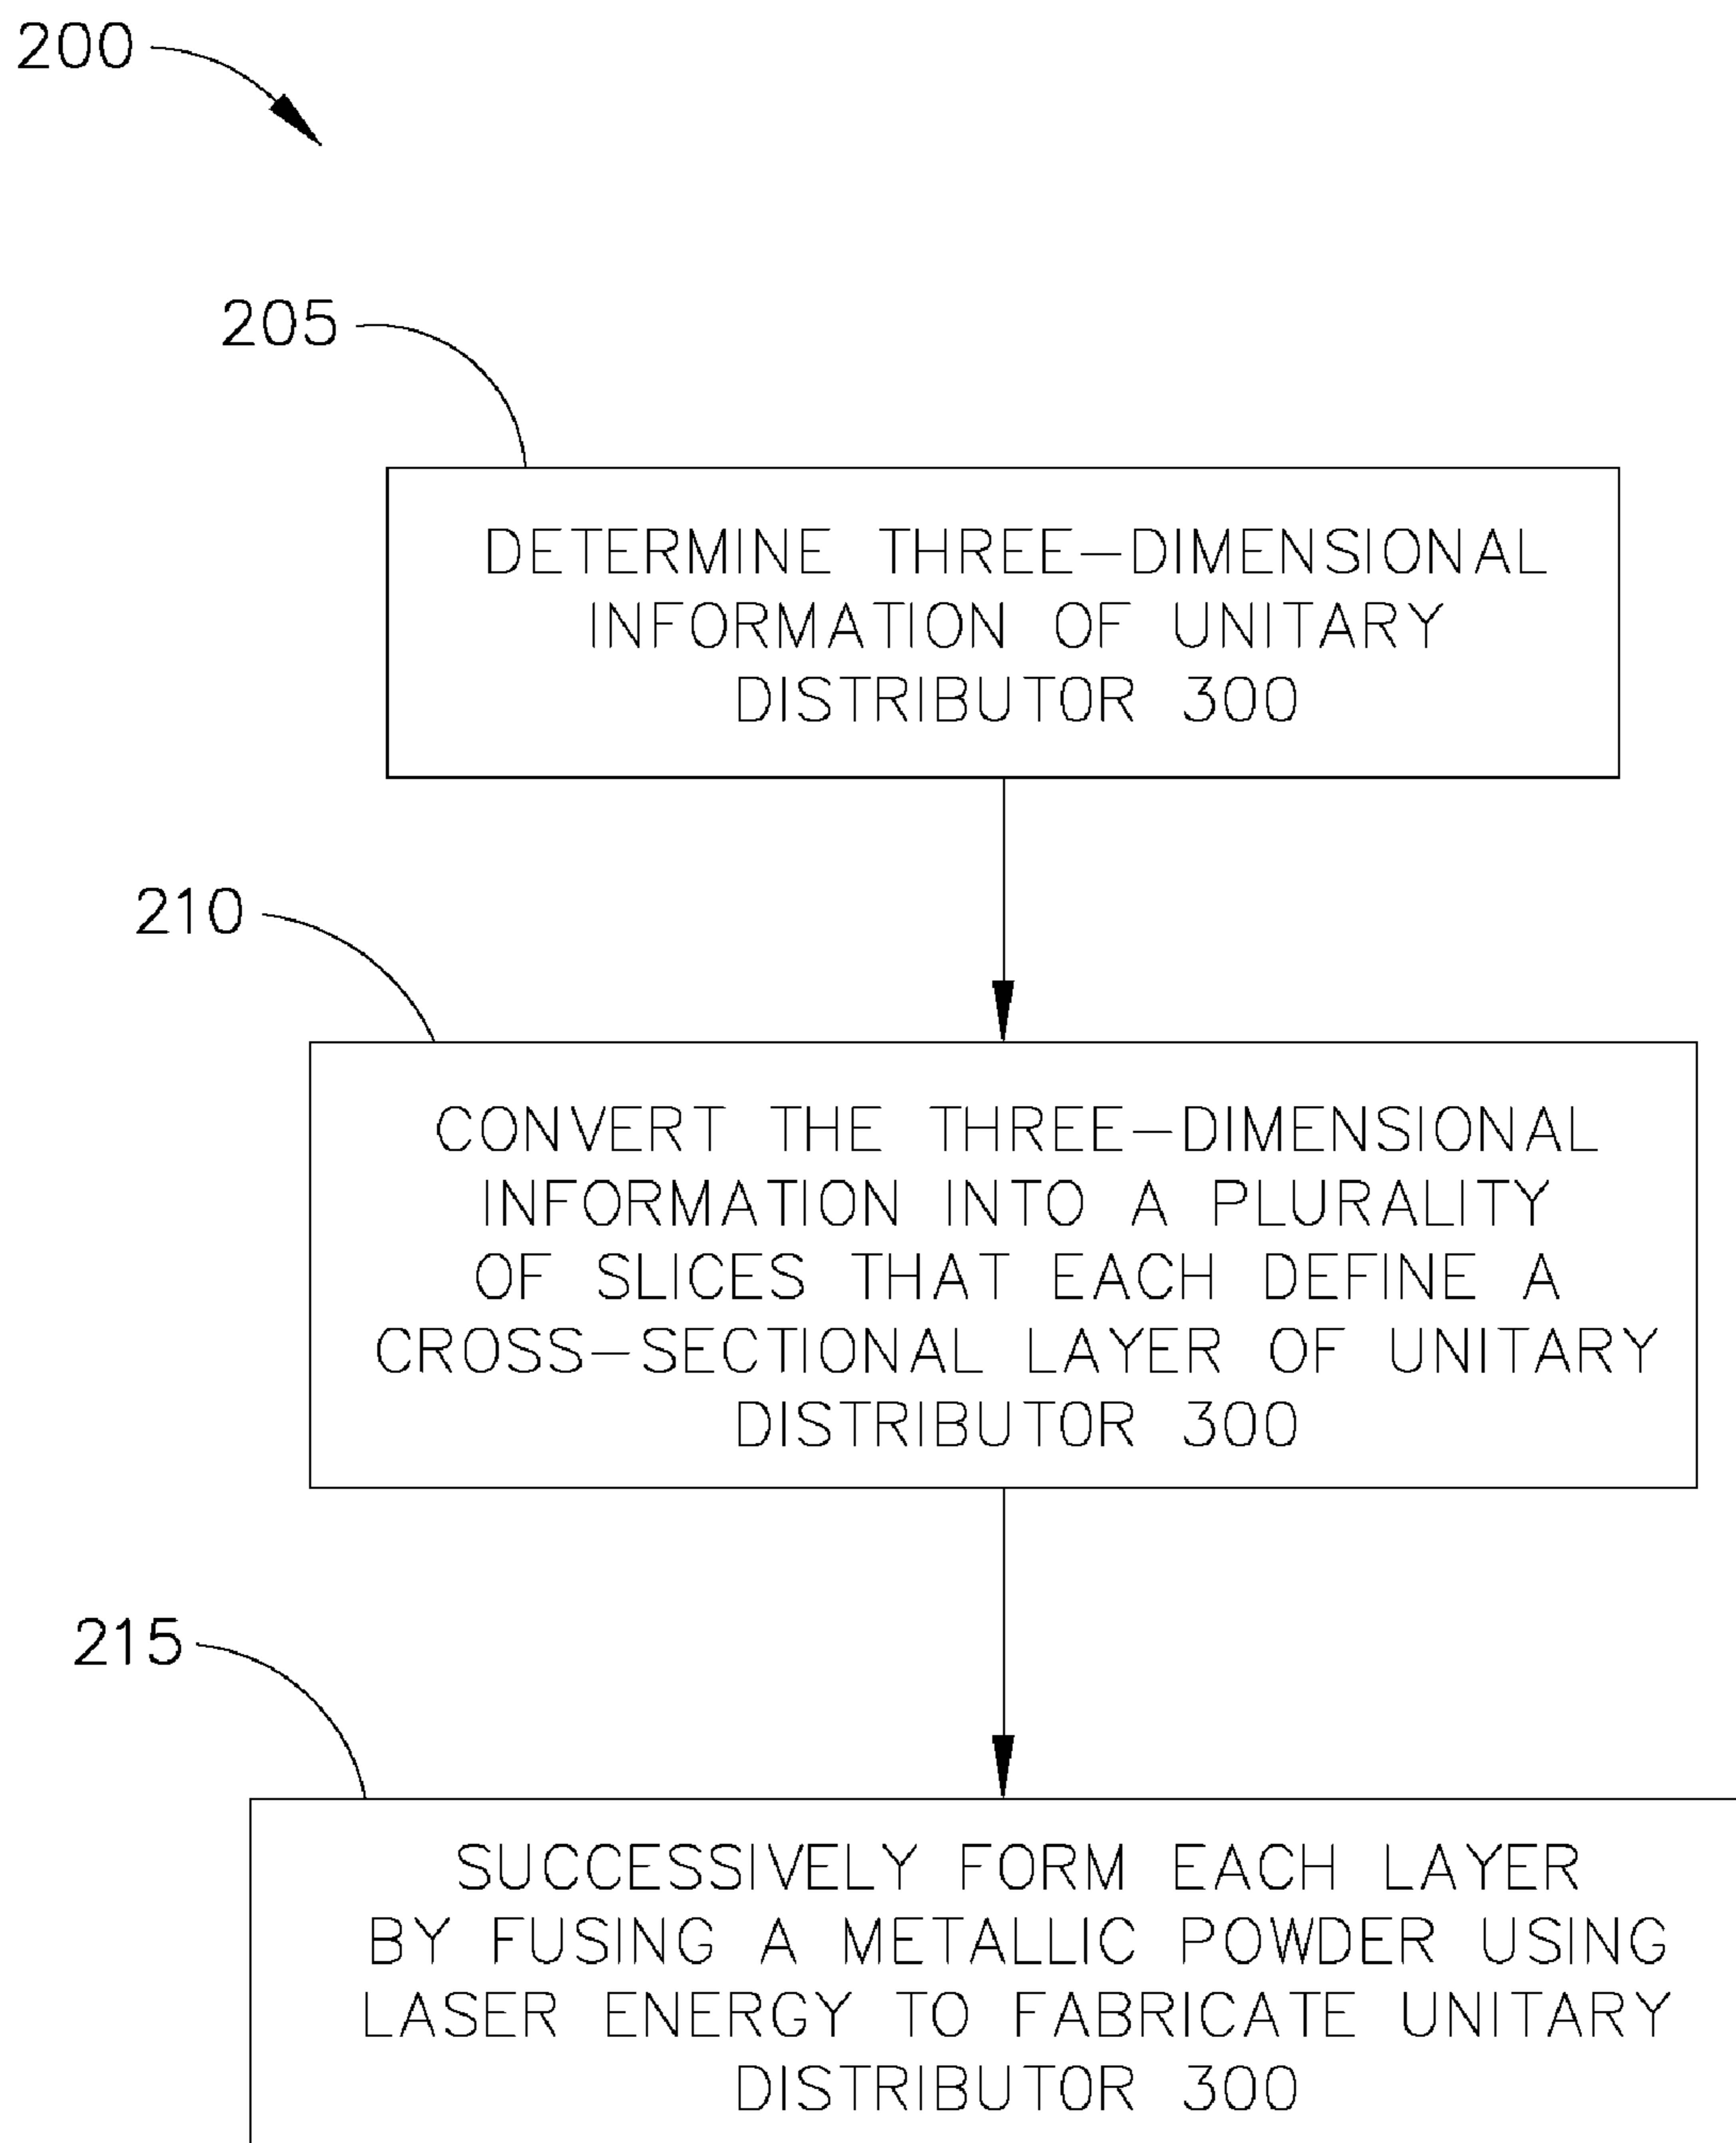 200
205
DETERMINE THREE-DIMENSIONAL
INFORMATION OF UNITARY
DISTRIBUTOR 300
210
CONVERT THE THREE-DIMENSIONAL
INFORMATION INTO A PLURALITY
OF SLICES THAT EACH DEFINE A
CROSS-SECTIONAL LAYER OF UNITARY
DISTRIBUTOR 300
215
SUCCESSIVELY FORM EACH LAYER
BY FUSING A METALLIC POWDER USING
LASER ENERGY TO FABRICATE UNITARY
DISTRIBUTOR 300